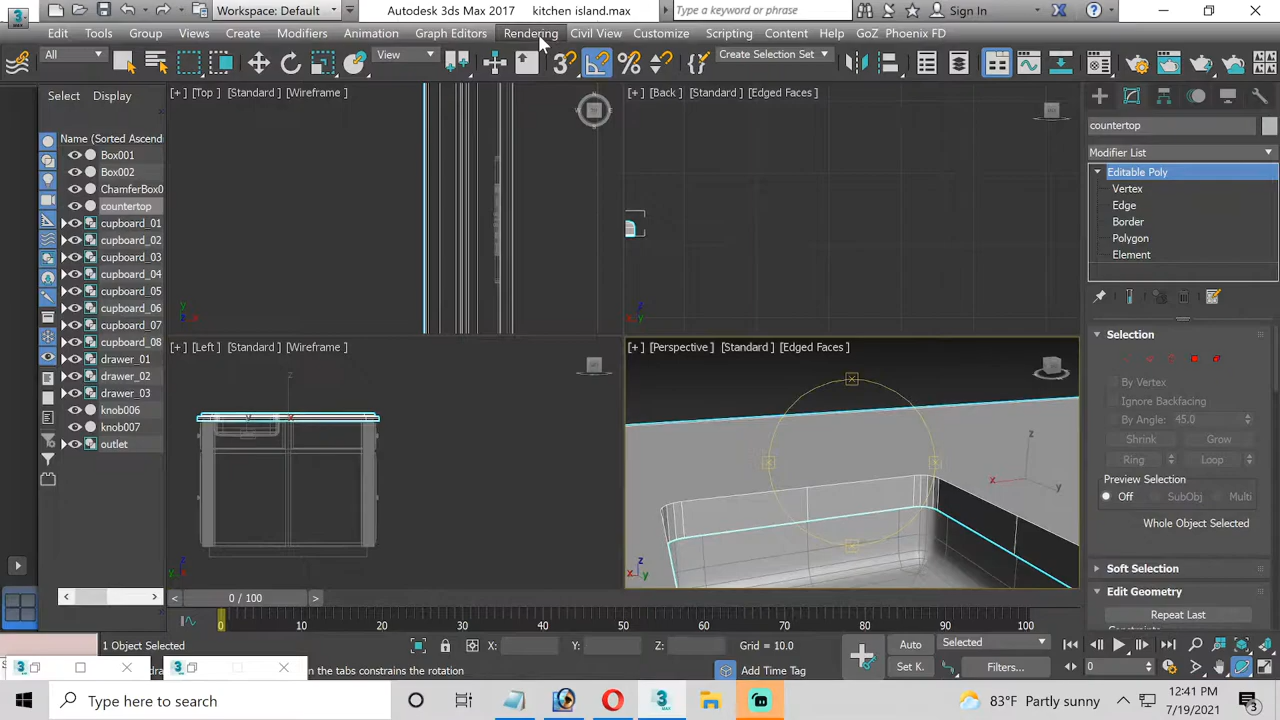 Workspace: Default
Autodesk 3ds Max 2017
kitchen island.max
Type a keyword or phrase
Sign In
3
MAX
Edit
Tools
Group
Views
Create
Modifiers
Animation
Graph Editors
Rendering
Civil View
Customize
Scripting
Content
Help
GoZ
Phoenix FD
All
View
Create Selection Set
Select
Display
[+] [Top] [Standard] [Wireframe]
[+] [Back] [Standard] [Edged Faces]
countertop
Name (Sorted Ascend
Modifier List
Box001
Box002
ChamferBox0
countertop
cupboard_01
cupboard_02
cupboard_03
cupboard_04
cupboard_05
cupboard_06
cupboard_07
cupboard_08
drawer_01
drawer_02
drawer_03
knob006
knob007
outlet
Editable Poly
Vertex
Edge
Border
Polygon
Element
[+] [Left] [Standard] [Wireframe]
[+] [Perspective] [Standard] [Edged Faces]
Selection
By Vertex
Ignore Backfacing
By Angle: 45.0
Shrink
Grow
Ring
Loop
Preview Selection
Off
SubObj
Multi
Whole Object Selected
Soft Selection
Edit Geometry
Repeat Last
0 / 100
0
10
20
30
40
50
60
70
80
90
100
1 Object Selected
X:
Y:
Z:
Grid = 10.0
Auto
Selected
Set K.
Filters...
0
the tabs constrains the rotation
Add Time Tag
Type here to search
83°F Partly sunny
12:41 PM
7/19/2021
3